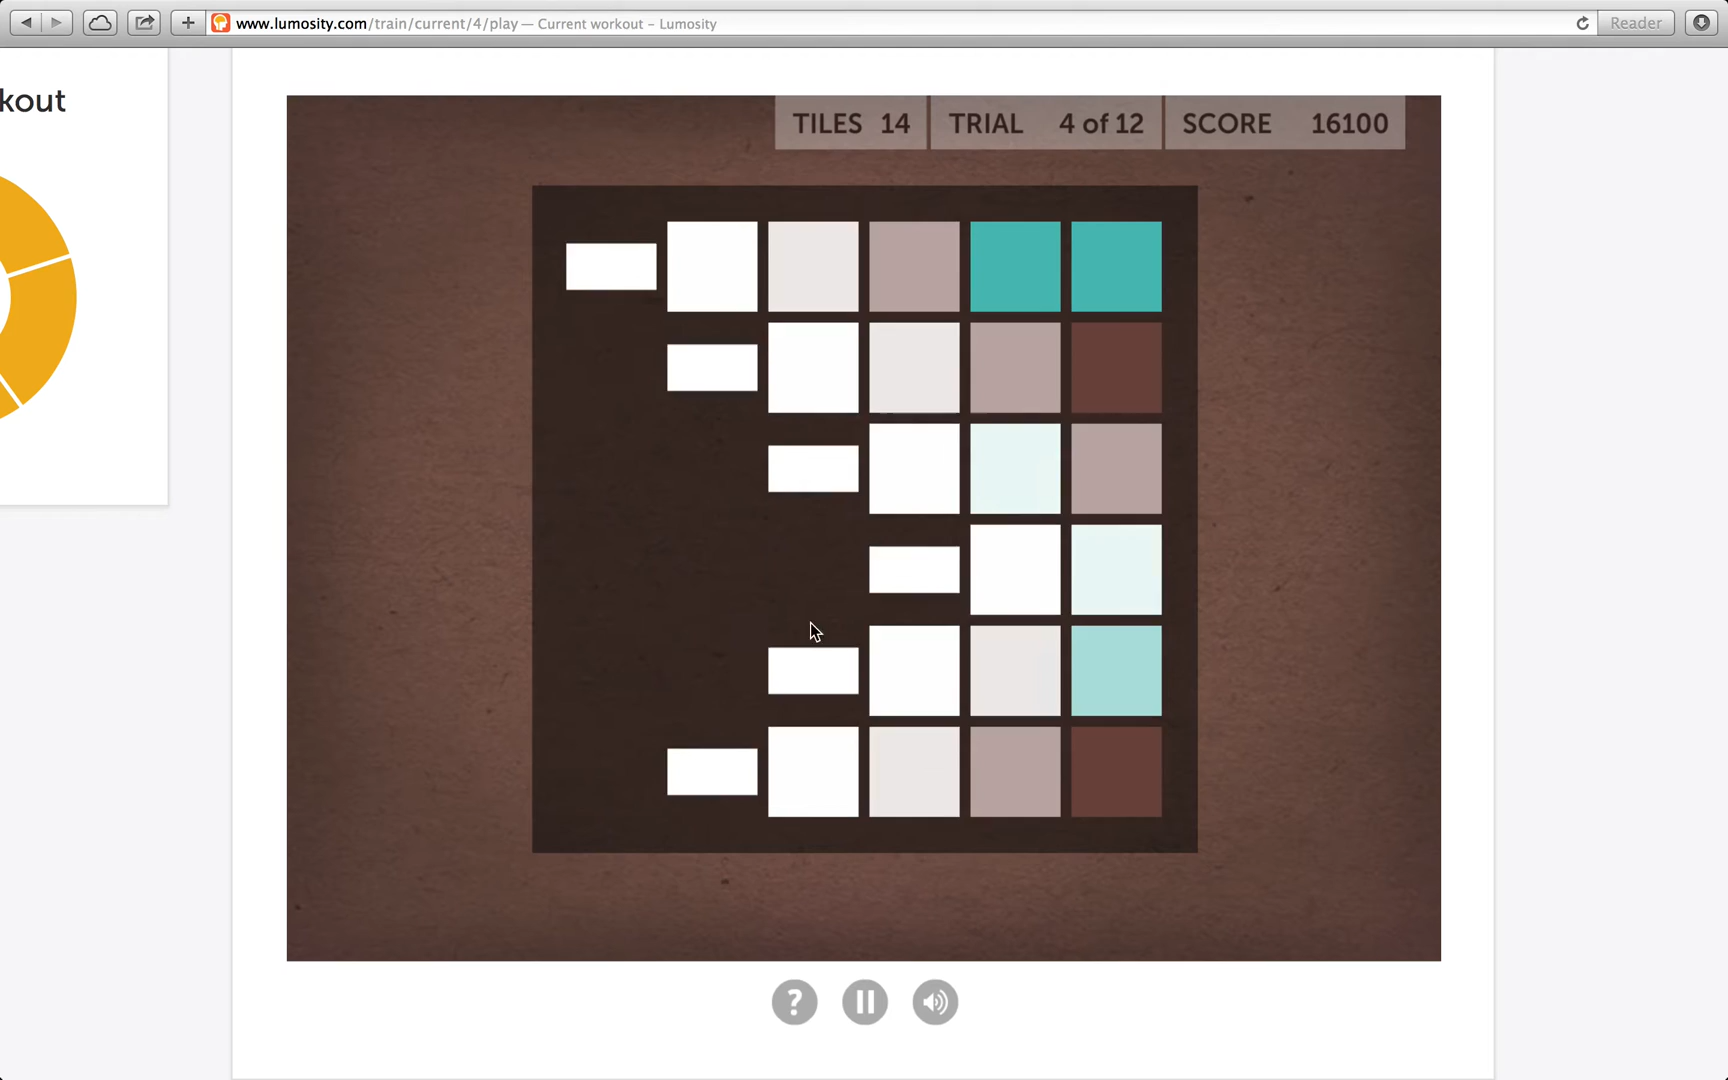 www.lumosity.com/train/current/4/play — Current workout – Lumosity
Reader
kout
TILES 14 TRIAL 4 of 12 SCORE 16100
?